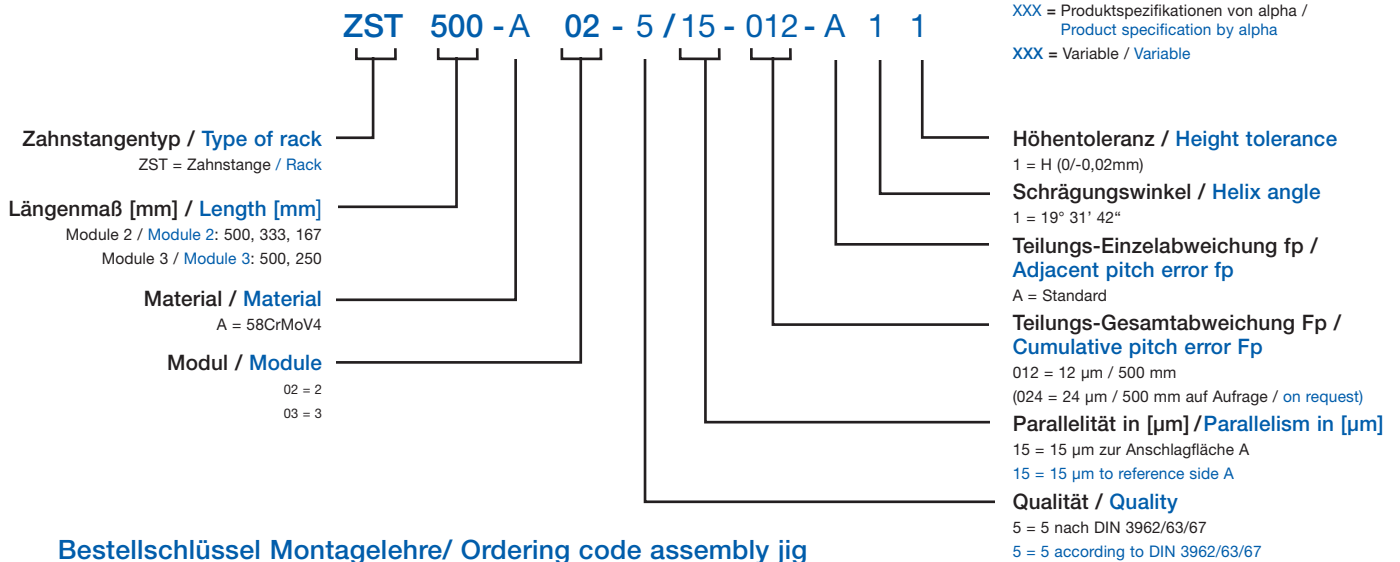 XXX = Produktspezifikationen von alpha /
Product specification by alpha
XXX = Variable / Variable
ZST 500 - A 02 - 5 / 15 - 012 - A 1 1
Zahnstangentyp / Type of rack
ZST = Zahnstange / Rack
Längenmaß [mm] / Length [mm]
Module 2 / Module 2: 500, 333, 167
Module 3 / Module 3: 500, 250
Material / Material
A = 58CrMoV4
Modul / Module
02 = 2
03 = 3
Höhentoleranz / Height tolerance
1 = H (0/-0,02mm)
Schrägungswinkel / Helix angle
1 = 19° 31’ 42“
Teilungs-Einzelabweichung fp /
Adjacent pitch error fp
A = Standard
Teilungs-Gesamtabweichung Fp /
Cumulative pitch error Fp
012 = 12 µm / 500 mm
(024 = 24 µm / 500 mm auf Aufrage / on request)
Parallelität in [µm] / Parallelism in [µm]
15 = 15 µm zur Anschlagfläche A
15 = 15 µm to reference side A
Qualität / Quality
5 = 5 nach DIN 3962/63/67
5 = 5 according to DIN 3962/63/67
Bestellschlüssel Montagelehre/ Ordering code assembly jig